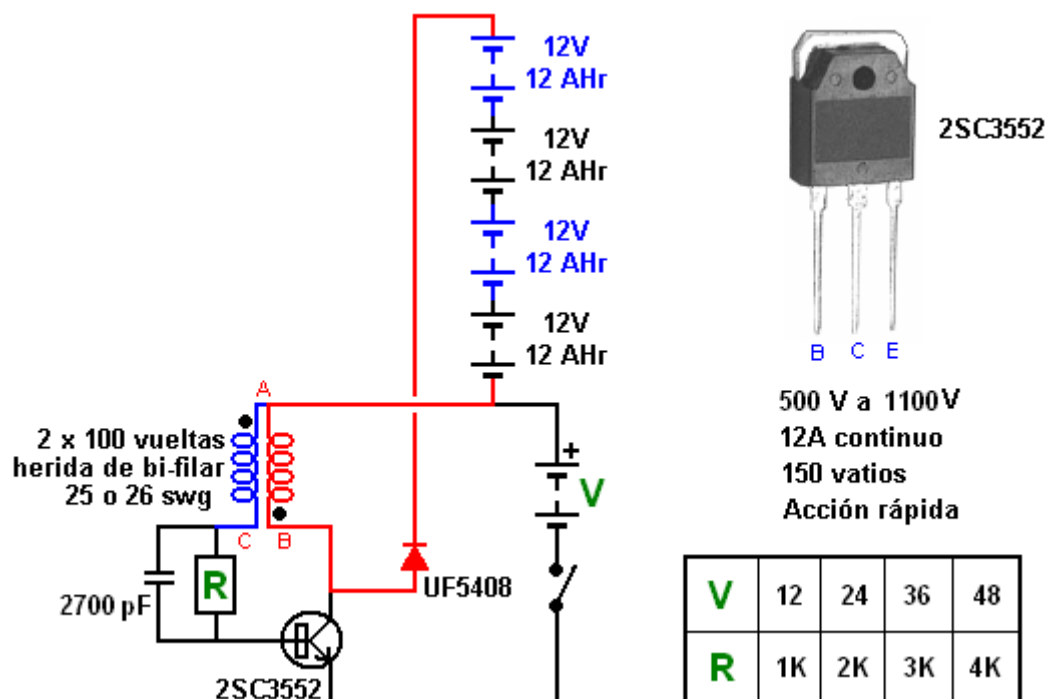 12V
12 AHr
12V
12 AHr
12V
12 AHr
12V
12 AHr
2SC3552
B C E
500 V a 1100V
12A continuo
150 vatios
Acción rápida
A
2 x 100 vueltas
herida de bi-filar
25 o 26 swg
C B
+
V
R
2700 pF
UF5408
2SC3552
V 12 24 36 48
R 1K 2K 3K 4K